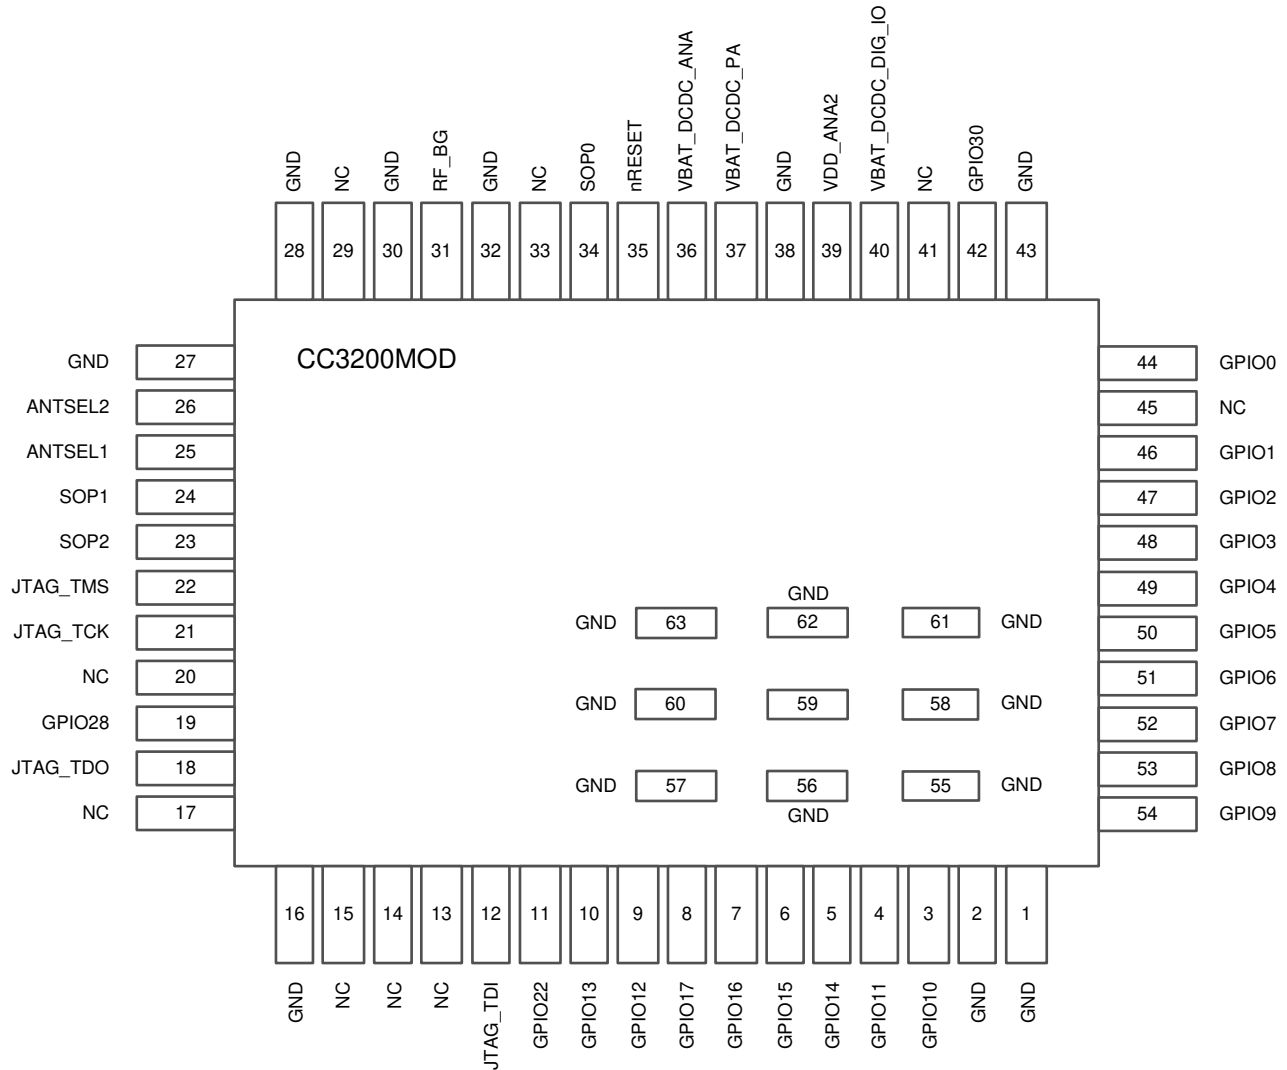 GND
NC
GND
RF_BG
GND
NC
SOP0
nRESET
VBAT_DCDC_ANA
VBAT_DCDC_PA
GND
VDD_ANA2
VBAT_DCDC_DIG_IO
NC
GPIO30
GND
28 29 30 31 32 33 34 35 36 37 38 39 40 41 42 43
CC3200MOD
GND 27
ANTSEL2 26
ANTSEL1 25
SOP1 24
SOP2 23
JTAG_TMS 22
JTAG_TCK 21
NC 20
GPIO28 19
JTAG_TDO 18
NC 17
44 GPIO0
45 NC
46 GPIO1
47 GPIO2
48 GPIO3
49 GPIO4
50 GPIO5
51 GPIO6
52 GPIO7
53 GPIO8
54 GPIO9
GND
GND 63 62 61 GND
GND 60 59 58 GND
GND 57 56 55 GND
GND
16 15 14 13 12 11 10 9 8 7 6 5 4 3 2 1
GND
NC
NC
NC
JTAG_TDI
GPIO22
GPIO13
GPIO12
GPIO17
GPIO16
GPIO15
GPIO14
GPIO11
GPIO10
GND
GND